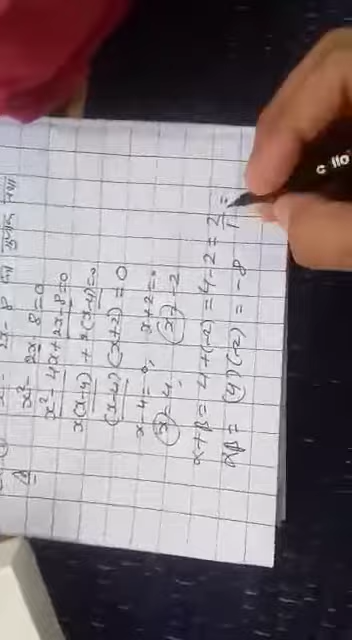 x² - 2x - 8 = 0
x² - 4x + 2x - 8 = 0
x(x-4) + 2(x-4) = 0
(x-4) (x+2) = 0
x - 4 = 0, x + 2 = 0
x = 4, x = -2
α+β = 4 + (-2) = 4 - 2 = 2/1 =
αβ = (4) (-2) = -8
cello